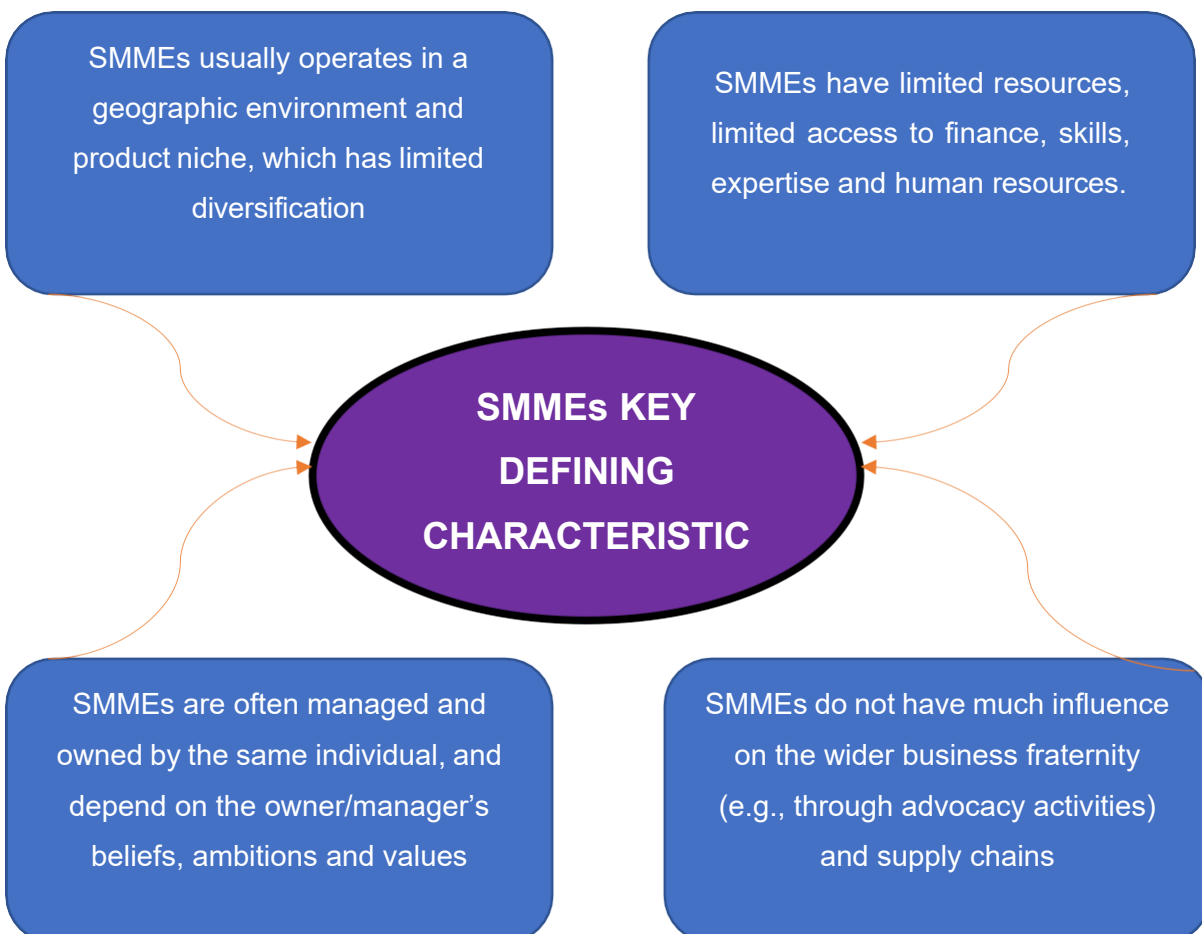 SMMEs usually operates in a
geographic environment and
product niche, which has limited
diversification
SMMEs have limited resources,
limited access to finance, skills,
expertise and human resources.
SMMEs KEY
DEFINING
CHARACTERISTIC
SMMEs are often managed and
owned by the same individual, and
depend on the owner/manager’s
beliefs, ambitions and values
SMMEs do not have much influence
on the wider business fraternity
(e.g., through advocacy activities)
and supply chains